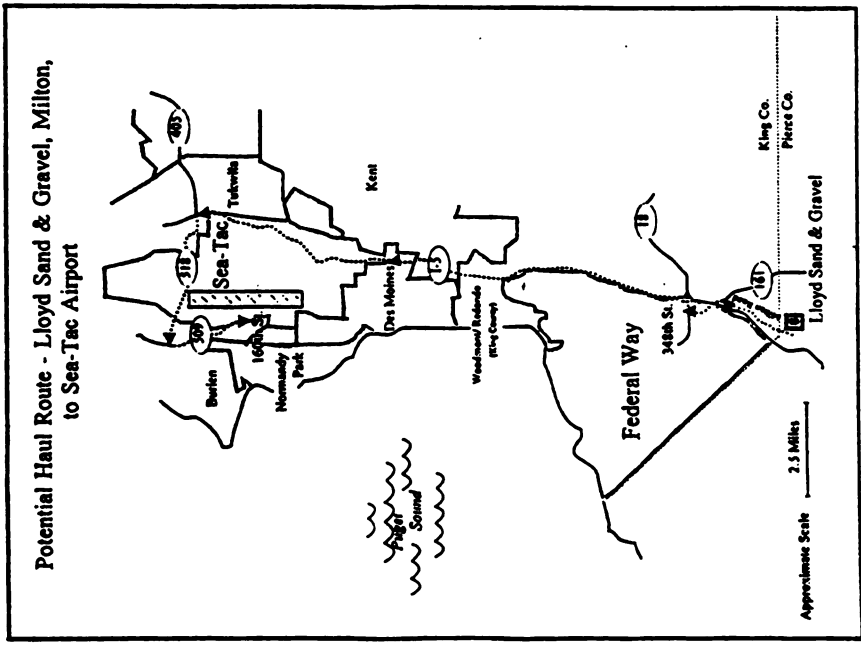 Potential Haul Route - Lloyd Sand & Gravel, Milton,
to Sea-Tac Airport
405
518
Tukwila
Sea-Tac
509
160th St.
Burien
Normandy
Park
Kent
Des Moines
I-5
Woodmont/Redondo
(King County)
Puget
Sound
Federal Way
348th St.
18
161
King Co.
Pierce Co.
Lloyd Sand & Gravel
Approximate Scale
2.5 Miles